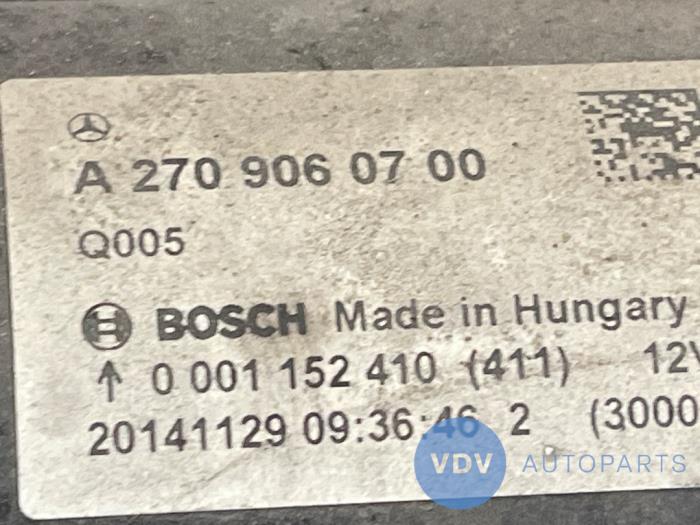 A 270 906 07 00
Q005
BOSCH Made in Hungary
↑ 0 001 152 410 (411) 12V
20141129 09:36:46 2 (3000
VDV AUTOPARTS